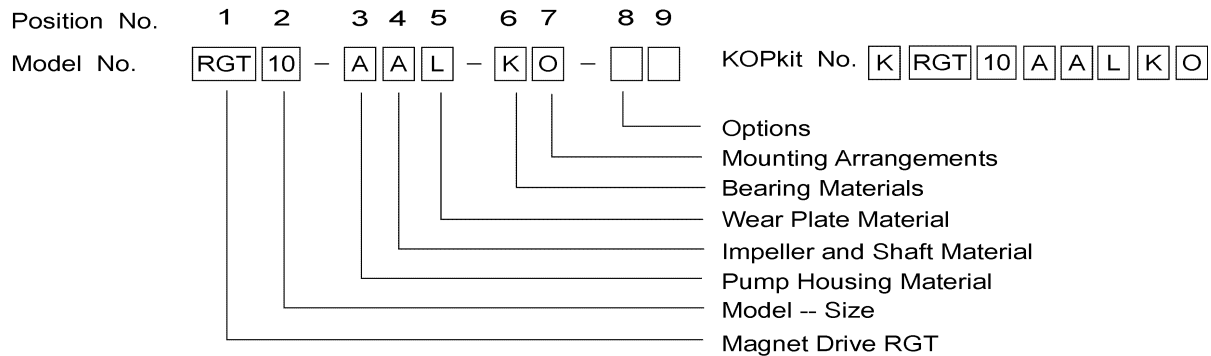 Position No. 1 2 3 4 5 6 7 8 9
Model No. RGT 10 - A A L - K O - KOPkit No. K RGT 10 A A L K O
Options
Mounting Arrangements
Bearing Materials
Wear Plate Material
Impeller and Shaft Material
Pump Housing Material
Model -- Size
Magnet Drive RGT